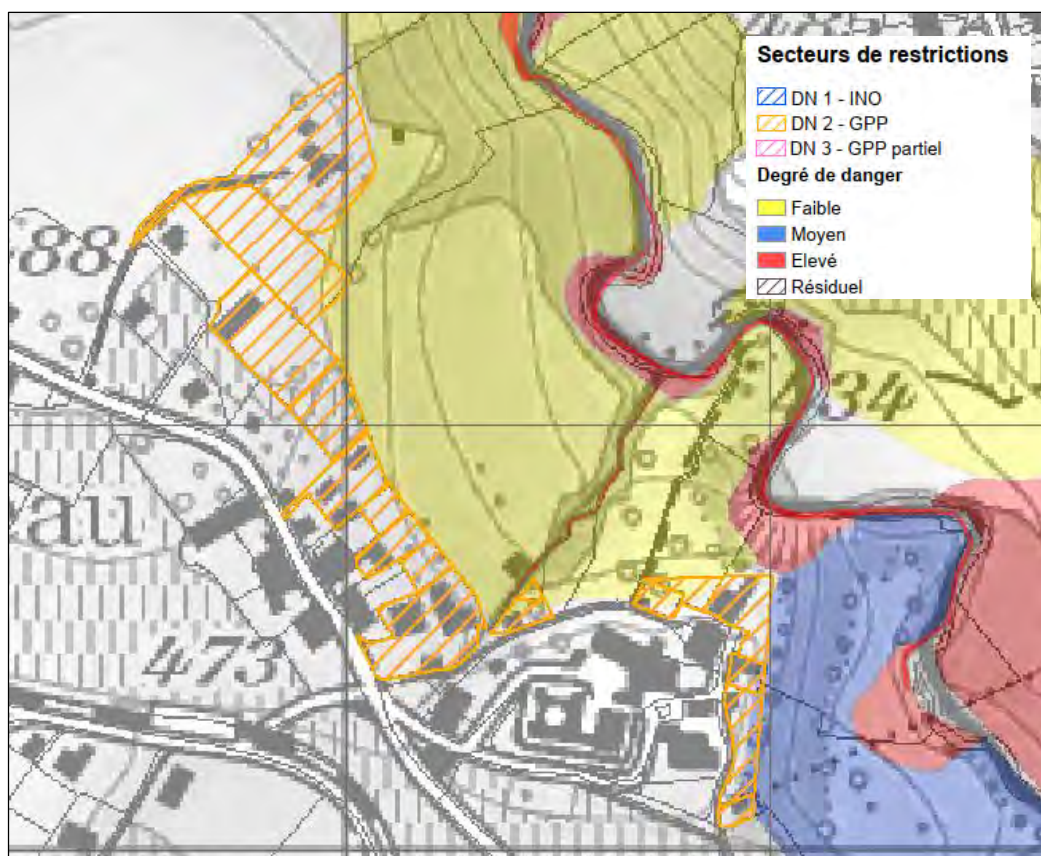 Secteurs de restrictions
DN 1 - INO
DN 2 - GPP
DN 3 - GPP partiel
Degré de danger
Faible
Moyen
Elevé
Résiduel
88
434
au
473